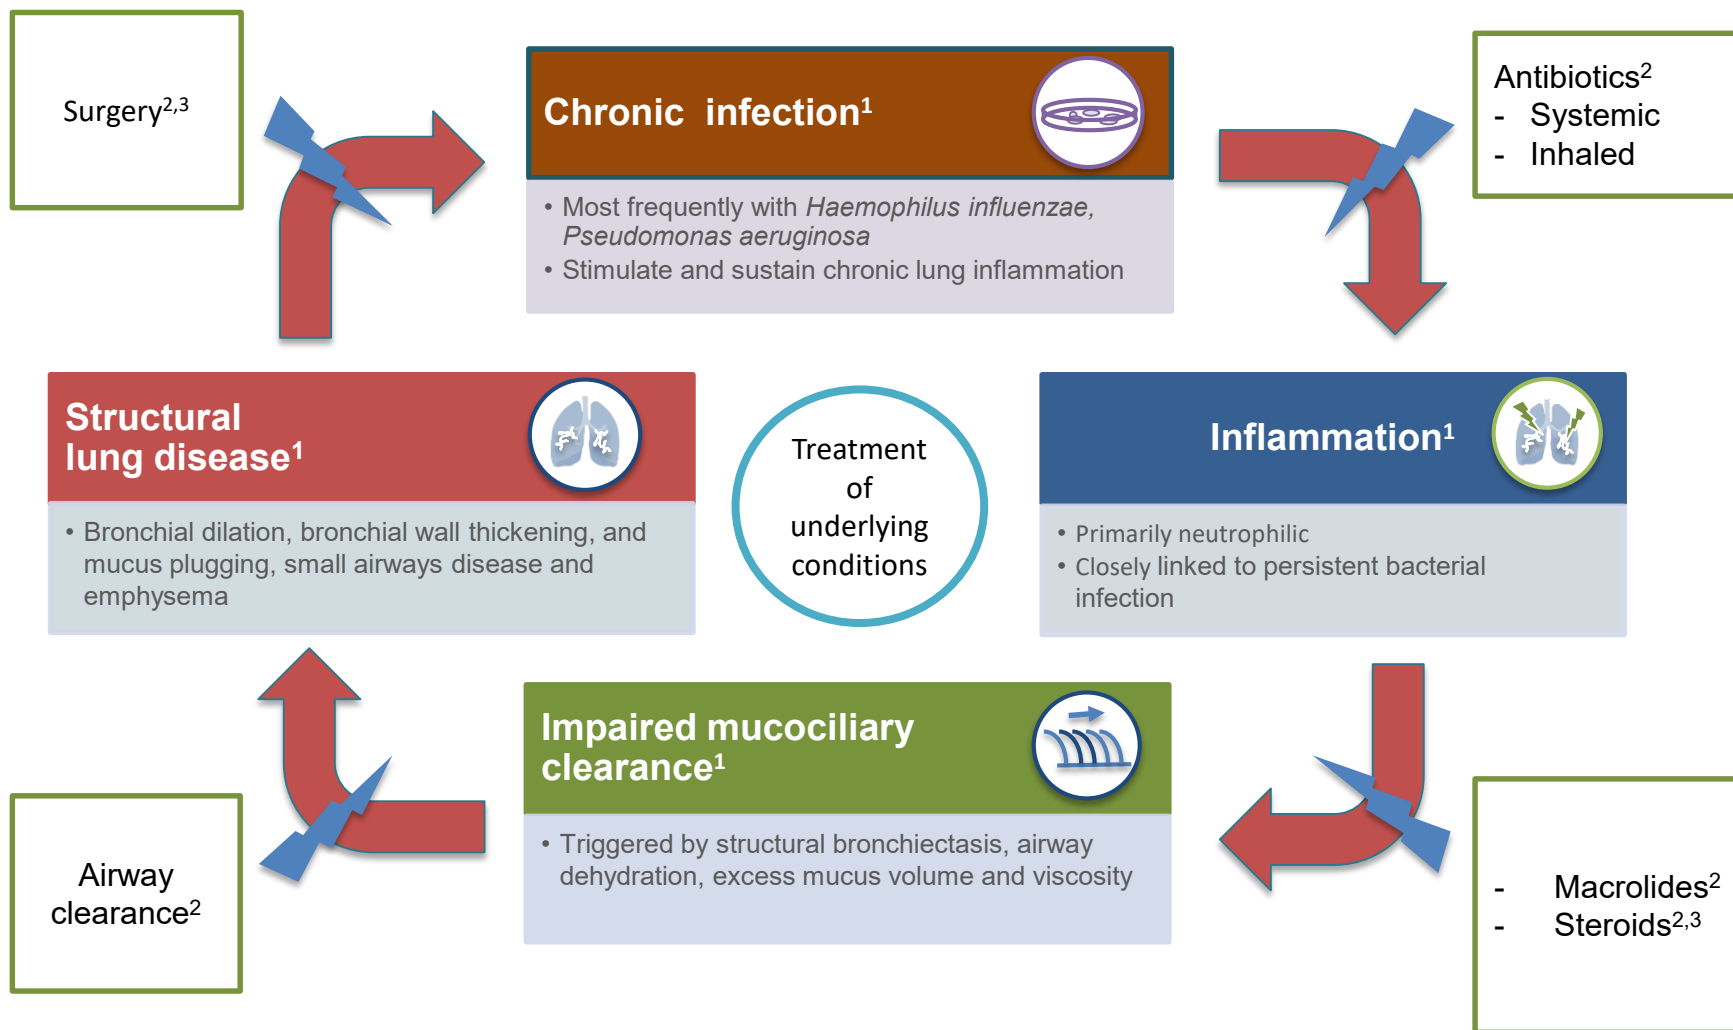 Surgery2,3
Chronic infection1
• Most frequently with Haemophilus influenzae,
Pseudomonas aeruginosa
• Stimulate and sustain chronic lung inflammation
Antibiotics2
- Systemic
- Inhaled
Structural
lung disease1
• Bronchial dilation, bronchial wall thickening, and
mucus plugging, small airways disease and
emphysema
Treatment
of
underlying
conditions
Inflammation1
• Primarily neutrophilic
• Closely linked to persistent bacterial
infection
Impaired mucociliary
clearance1
• Triggered by structural bronchiectasis, airway
dehydration, excess mucus volume and viscosity
Airway
clearance2
- Macrolides2
- Steroids2,3